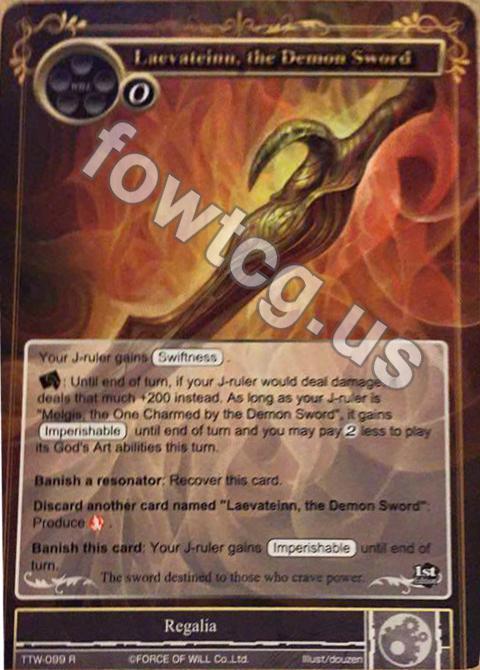 Laevateinn, the Demon Sword
WILL
0
fowtcg.us
Your J-ruler gains Swiftness .
: Until end of turn, if your J-ruler would deal damage,
deals that much +200 instead. As long as your J-ruler is
"Melgis, the One Charmed by the Demon Sword", it gains
Imperishable until end of turn and you may pay 2 less to play
its God's Art abilities this turn.
Banish a resonator: Recover this card.
Discard another card named "Laevateinn, the Demon Sword":
Produce .
Banish this card: Your J-ruler gains Imperishable until end of
turn.
The sword destined to those who crave power.
1st
Edition
Regalia
TTW-099 R ©FORCE OF WILL Co.,Ltd. Illust/douzen